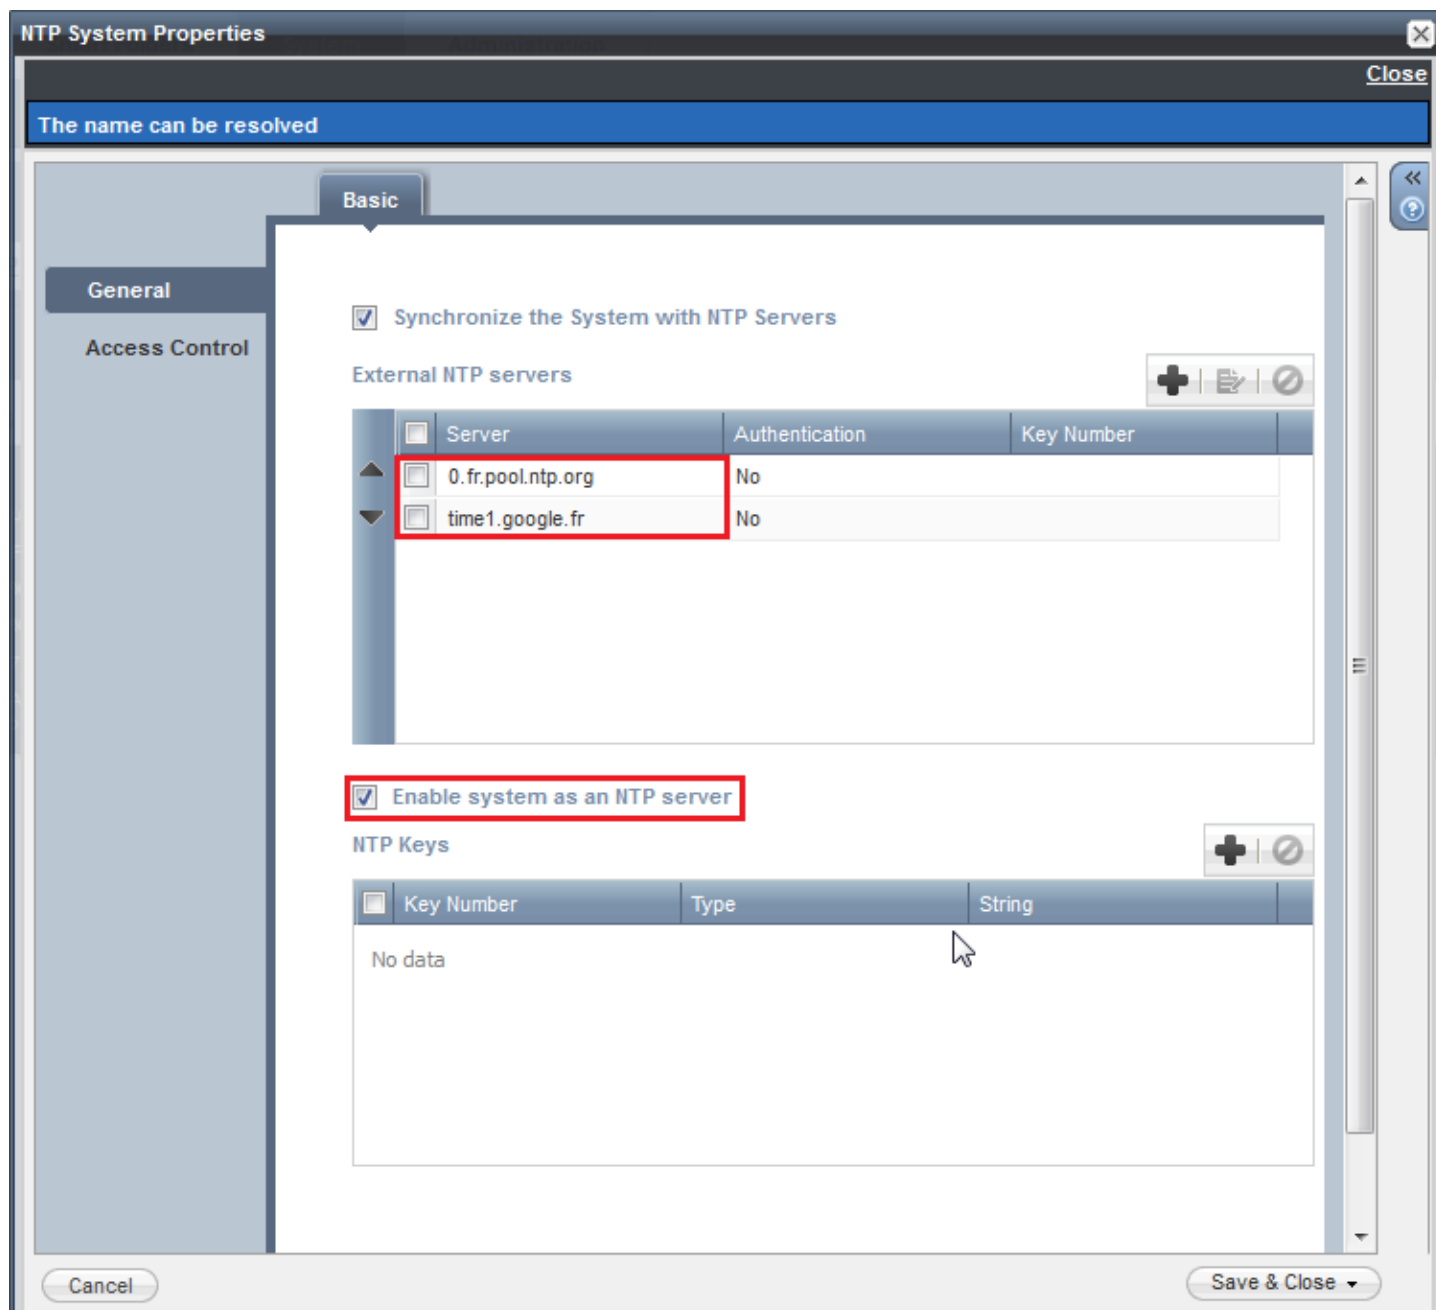 NTP System Properties
Close
The name can be resolved
Basic
General
Access Control
Synchronize the System with NTP Servers
External NTP servers
Server Authentication Key Number
0.fr.pool.ntp.org No
time1.google.fr No
Enable system as an NTP server
NTP Keys
Key Number Type String
No data
Cancel Save & Close